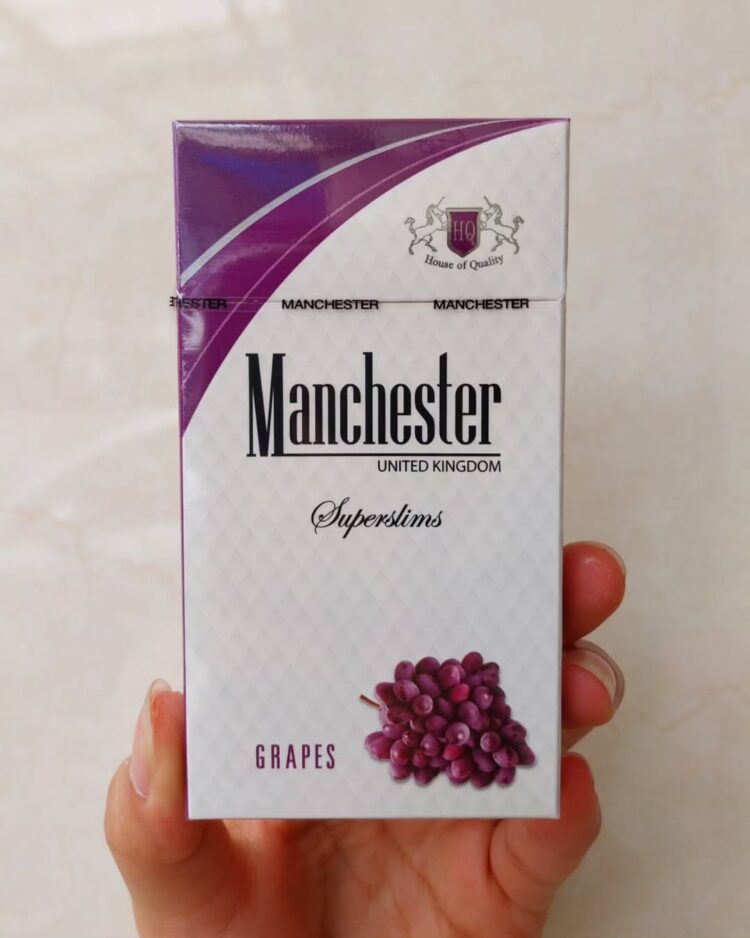 HQ
House of Quality
MANCHESTER MANCHESTER
Manchester
UNITED KINGDOM
Superslims
GRAPES